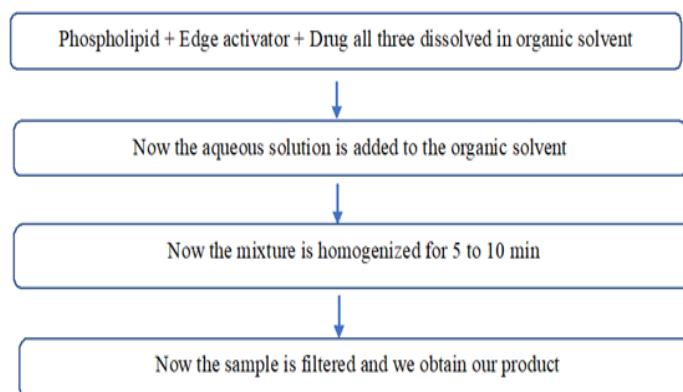 Phospholipid + Edge activator + Drug all three dissolved in organic solvent
Now the aqueous solution is added to the organic solvent
Now the mixture is homogenized for 5 to 10 min
Now the sample is filtered and we obtain our product